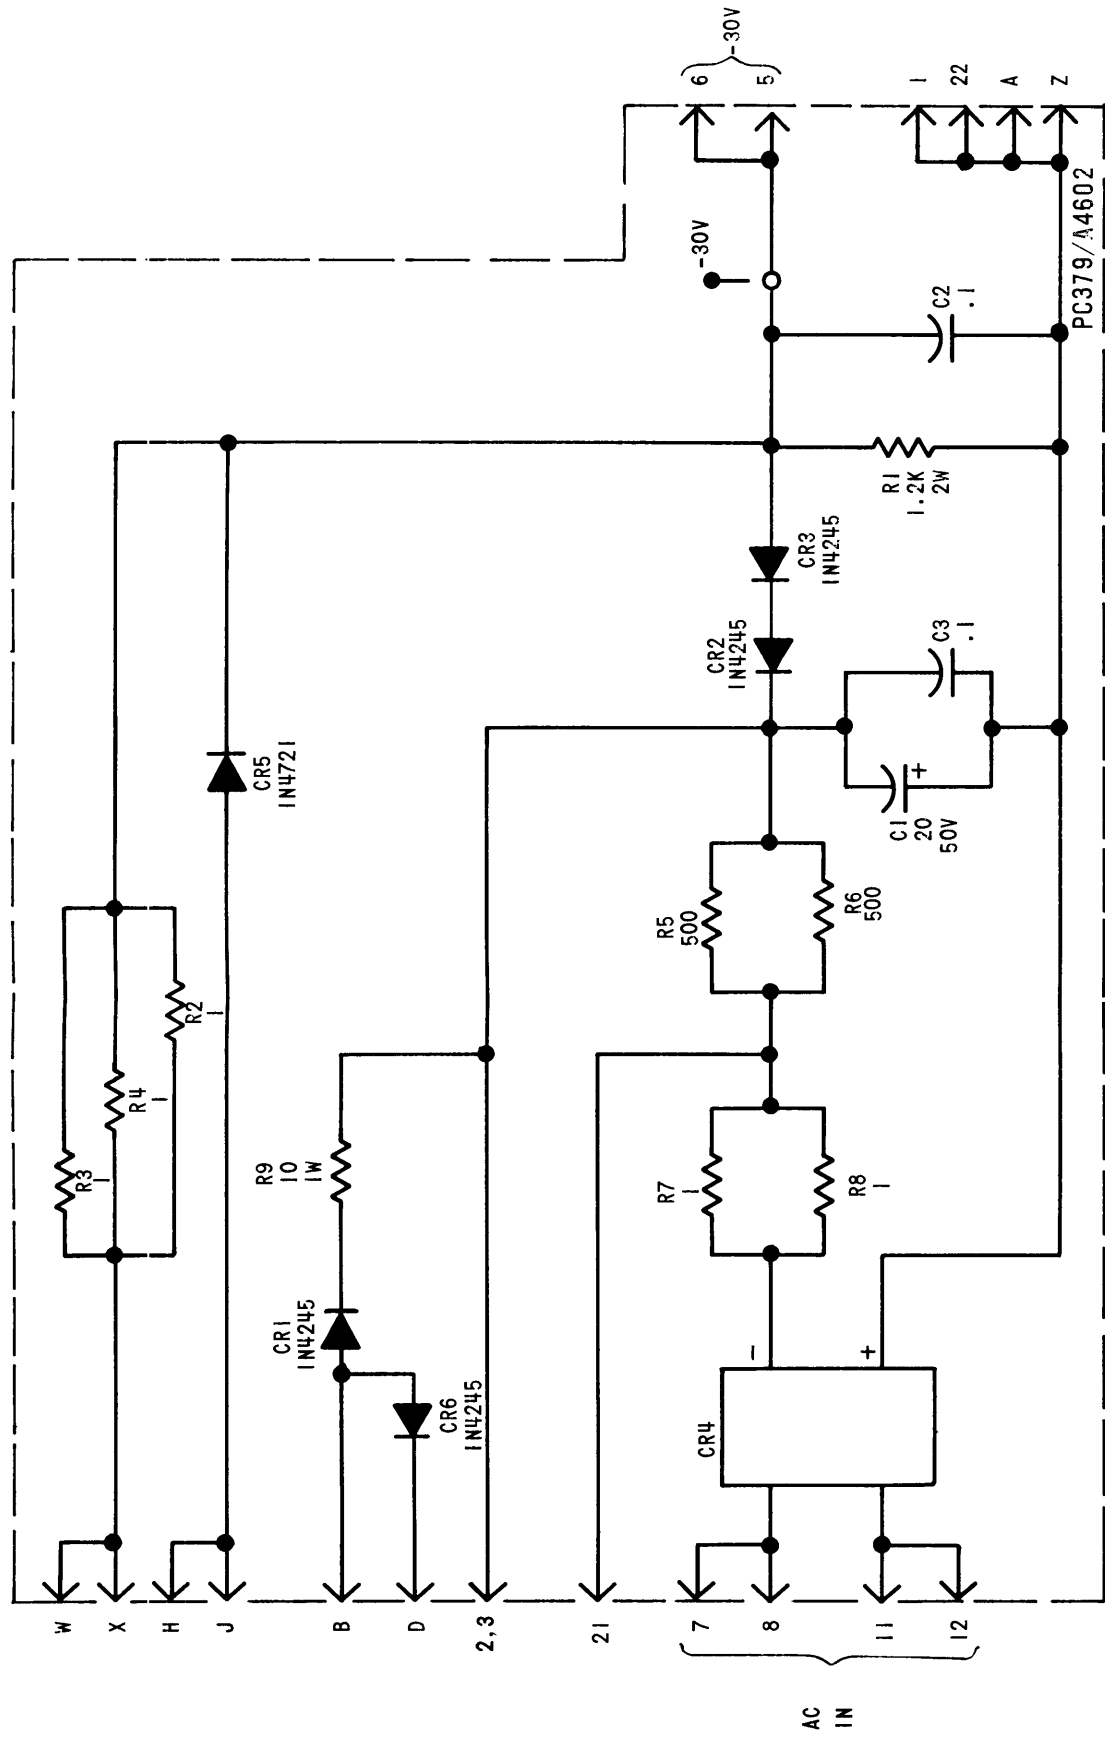 6
5
-30V
1
22
A
Z
PC379/A4602
-30V
C2
.1
R1
1.2K
2W
CR3
1N4245
CR2
1N4245
C3
.1
C1
+
20
50V
CR5
1N4721
R5
500
R6
500
R2
1
R4
1
R3
1
R9
10
1W
R7
1
R8
1
CR1
1N4245
CR6
1N4245
CR4
-
+
W
X
H
J
B
D
2,3
21
7
8
11
12
AC
IN